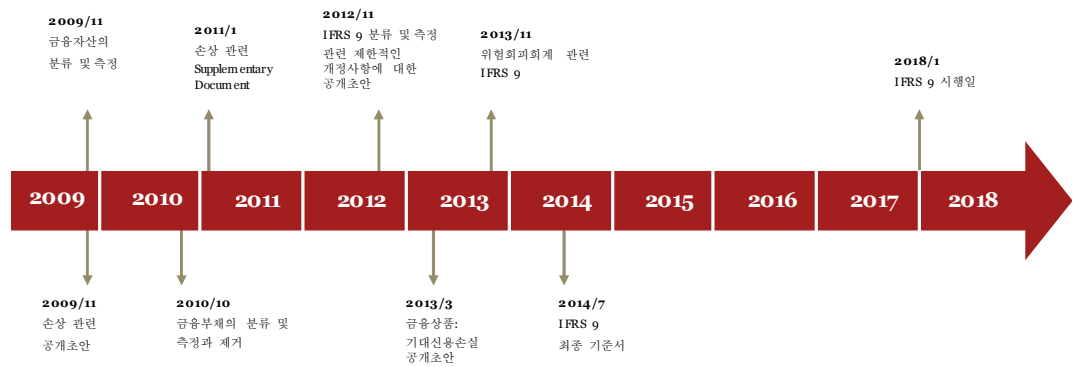 2009/11
금융자산의
분류 및 측정
2011/1
손상 관련
Supplementary
Document
2012/11
IFRS 9 분류 및 측정
관련 제한적인
개정사항에 대한
공개초안
2013/11
위험회피회계 관련
IFRS 9
2018/1
IFRS 9 시행일
2009
2010
2011
2012
2013
2014
2015
2016
2017
2018
2009/11
손상 관련
공개초안
2010/10
금융부채의 분류 및
측정과 제거
2013/3
금융상품:
기대신용손실
공개초안
2014/7
IFRS 9
최종 기준서